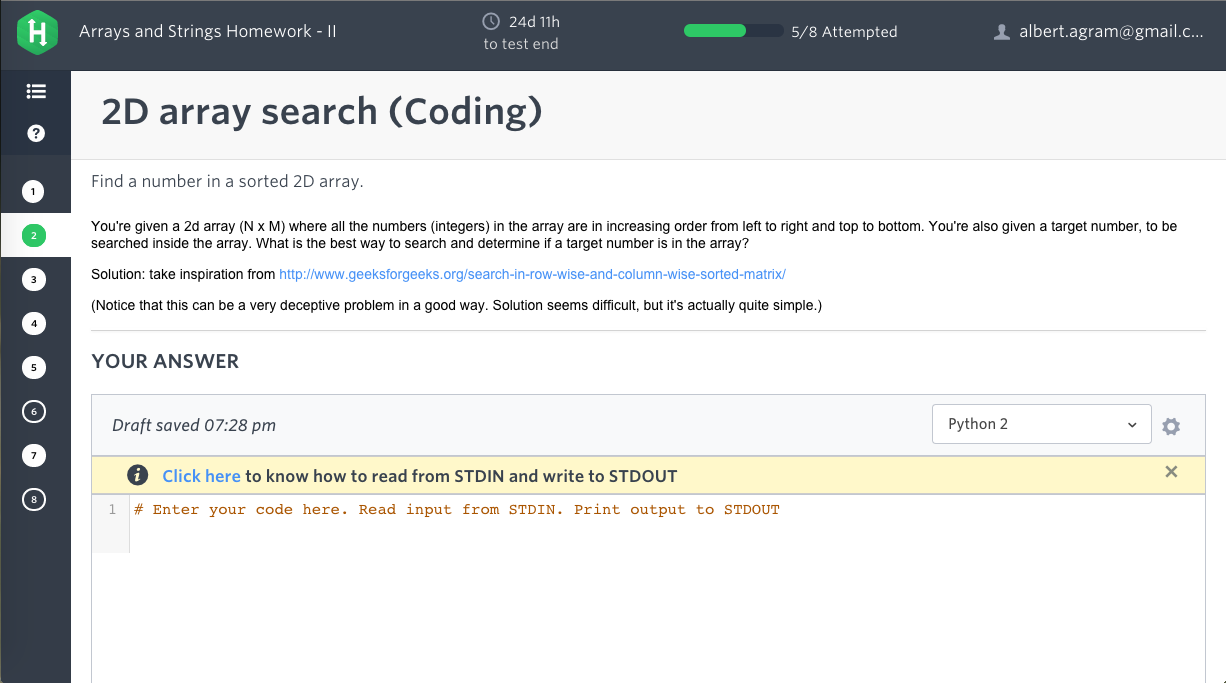 Arrays and Strings Homework - II
24d 11h
to test end
5/8 Attempted
albert.agram@gmail.c...
2D array search (Coding)
?
1
2
3
4
5
6
7
8
Find a number in a sorted 2D array.
You're given a 2d array (N x M) where all the numbers (integers) in the array are in increasing order from left to right and top to bottom. You're also given a target number, to be
searched inside the array. What is the best way to search and determine if a target number is in the array?
Solution: take inspiration from http://www.geeksforgeeks.org/search-in-row-wise-and-column-wise-sorted-matrix/
(Notice that this can be a very deceptive problem in a good way. Solution seems difficult, but it's actually quite simple.)
YOUR ANSWER
Draft saved 07:28 pm
Python 2
i Click here to know how to read from STDIN and write to STDOUT
1 # Enter your code here. Read input from STDIN. Print output to STDOUT